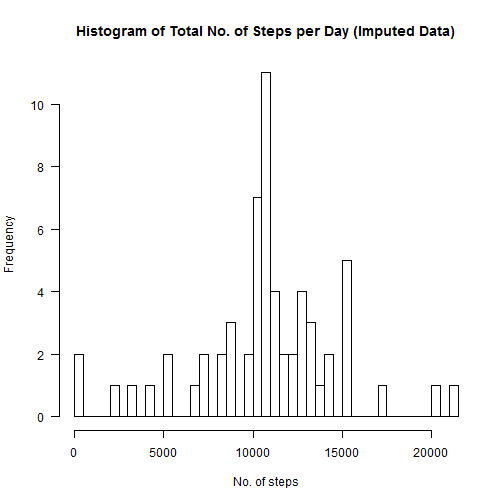 Histogram of Total No. of Steps per Day (Imputed Data)
Frequency
10
8
6
4
2
0
0 5000 10000 15000 20000
No. of steps